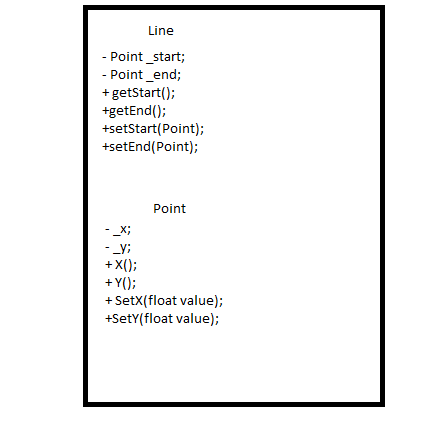 Line
- Point _start;
- Point _end;
+ getStart();
+getEnd();
+setStart(Point);
+setEnd(Point);
Point
- _x;
- _y;
+ X();
+ Y();
+ SetX(float value);
+SetY(float value);